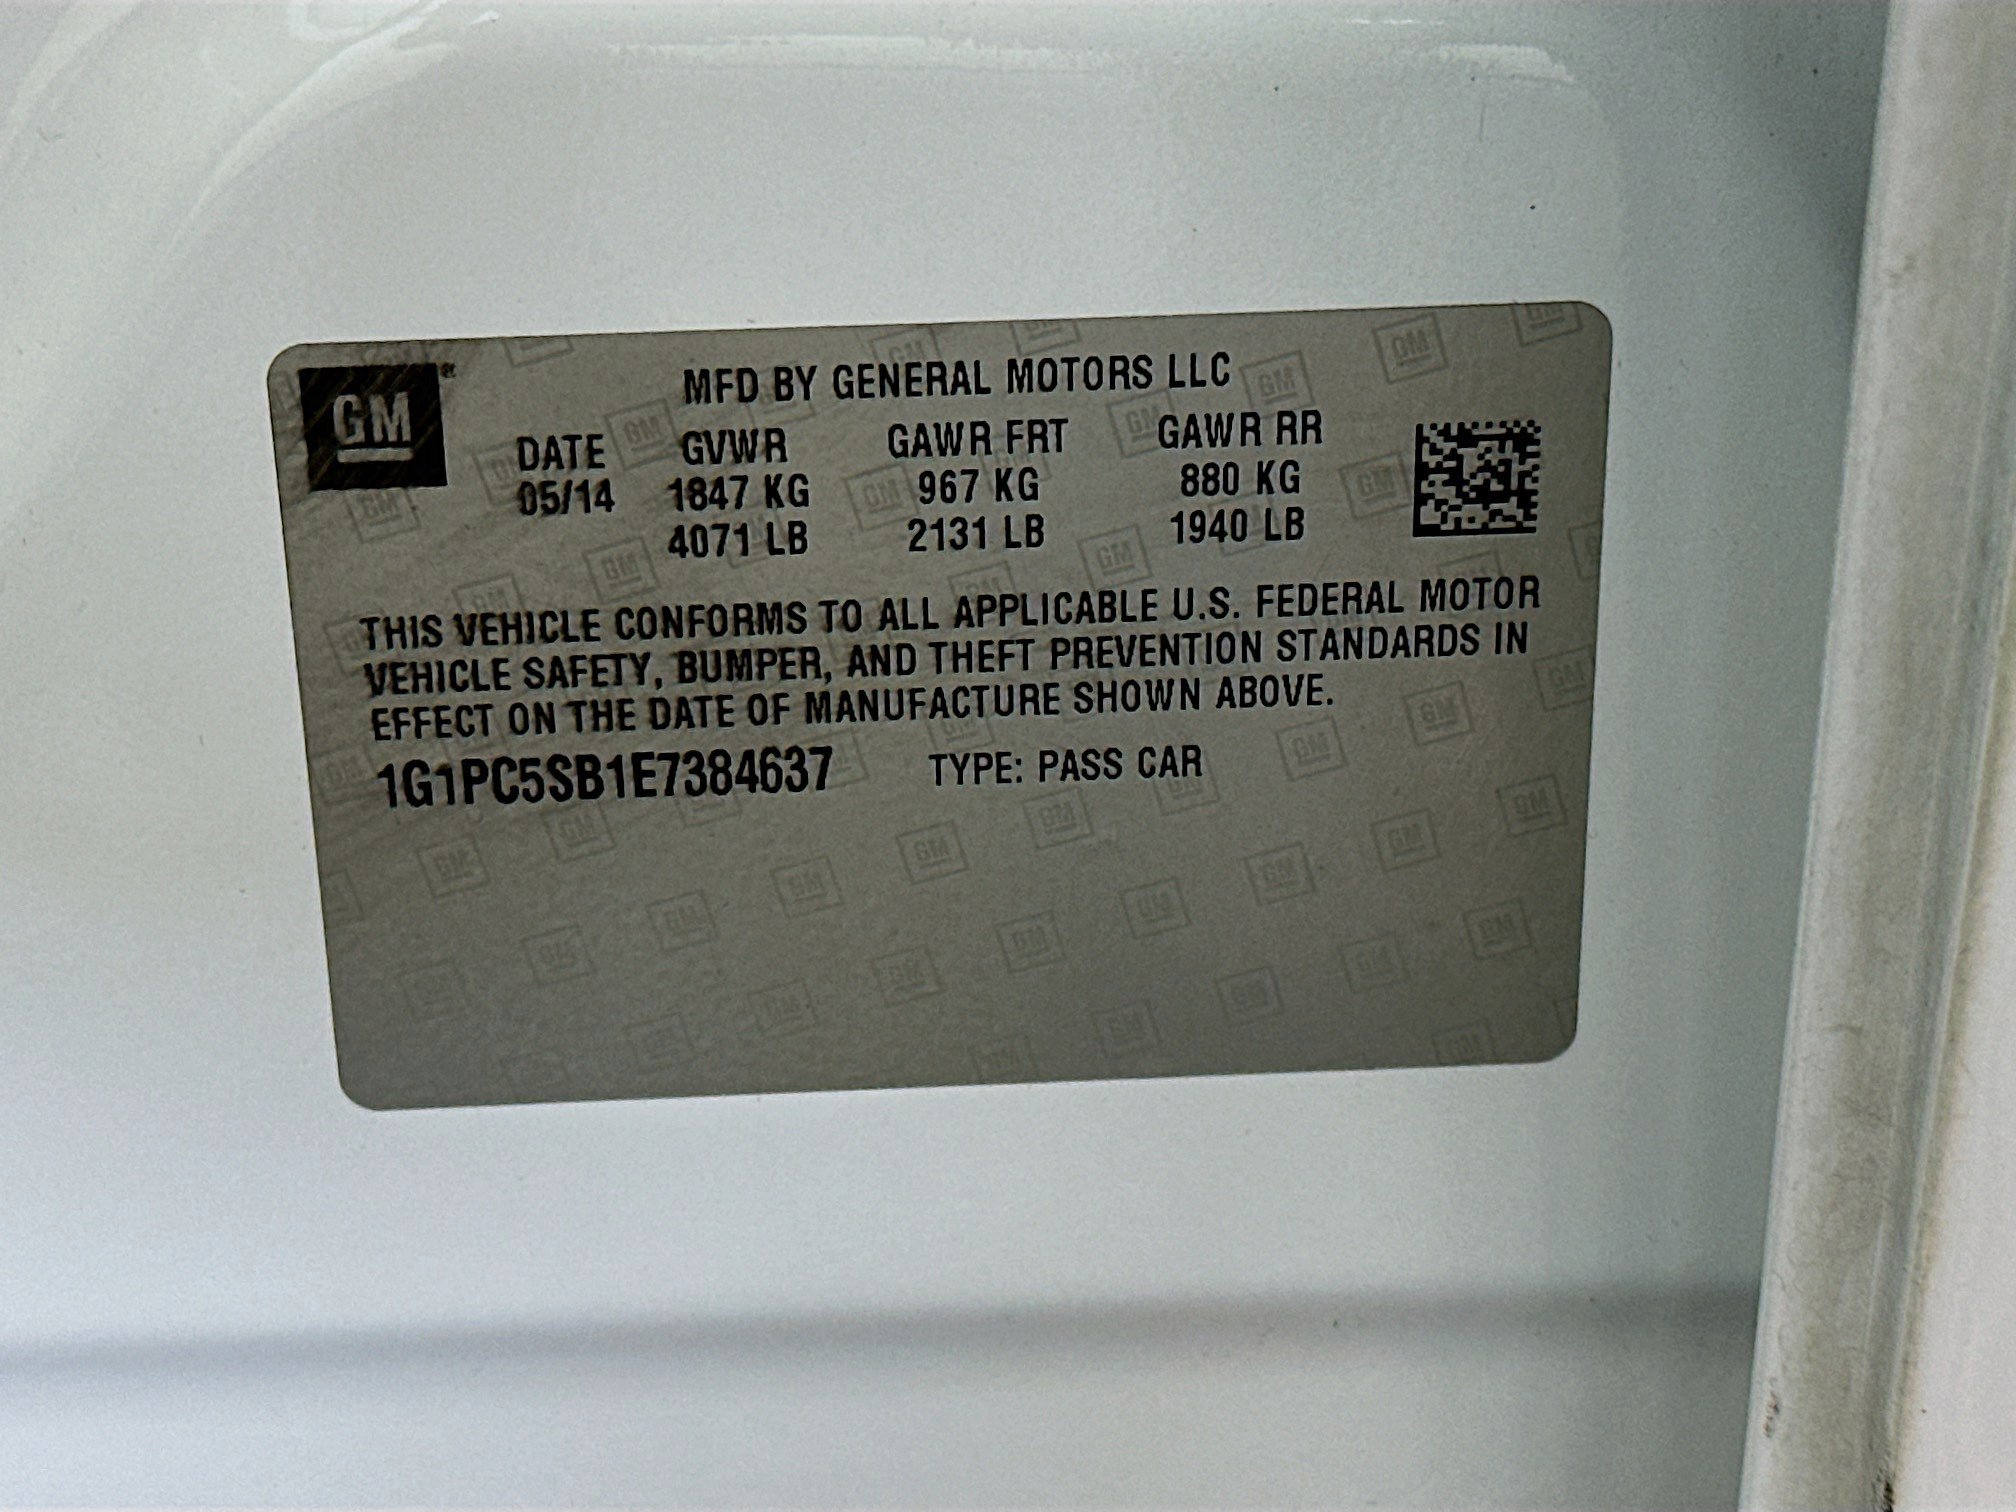 GM
MFD BY GENERAL MOTORS LLC
DATE GVWR GAWR FRT GAWR RR
05/14 1847 KG 967 KG 880 KG
4071 LB 2131 LB 1940 LB
THIS VEHICLE CONFORMS TO ALL APPLICABLE U.S. FEDERAL MOTOR
VEHICLE SAFETY, BUMPER, AND THEFT PREVENTION STANDARDS IN
EFFECT ON THE DATE OF MANUFACTURE SHOWN ABOVE.
1G1PC5SB1E7384637 TYPE: PASS CAR